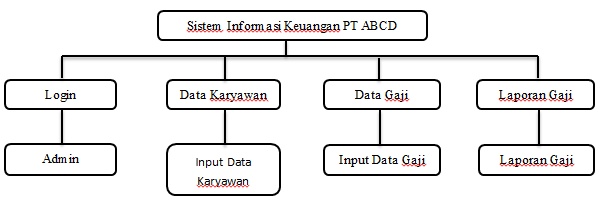 Sistem Informasi Keuangan PT ABCD
Login
Data Karyawan
Data Gaji
Laporan Gaji
Admin
Input Data
Karyawan
Input Data Gaji
Laporan Gaji